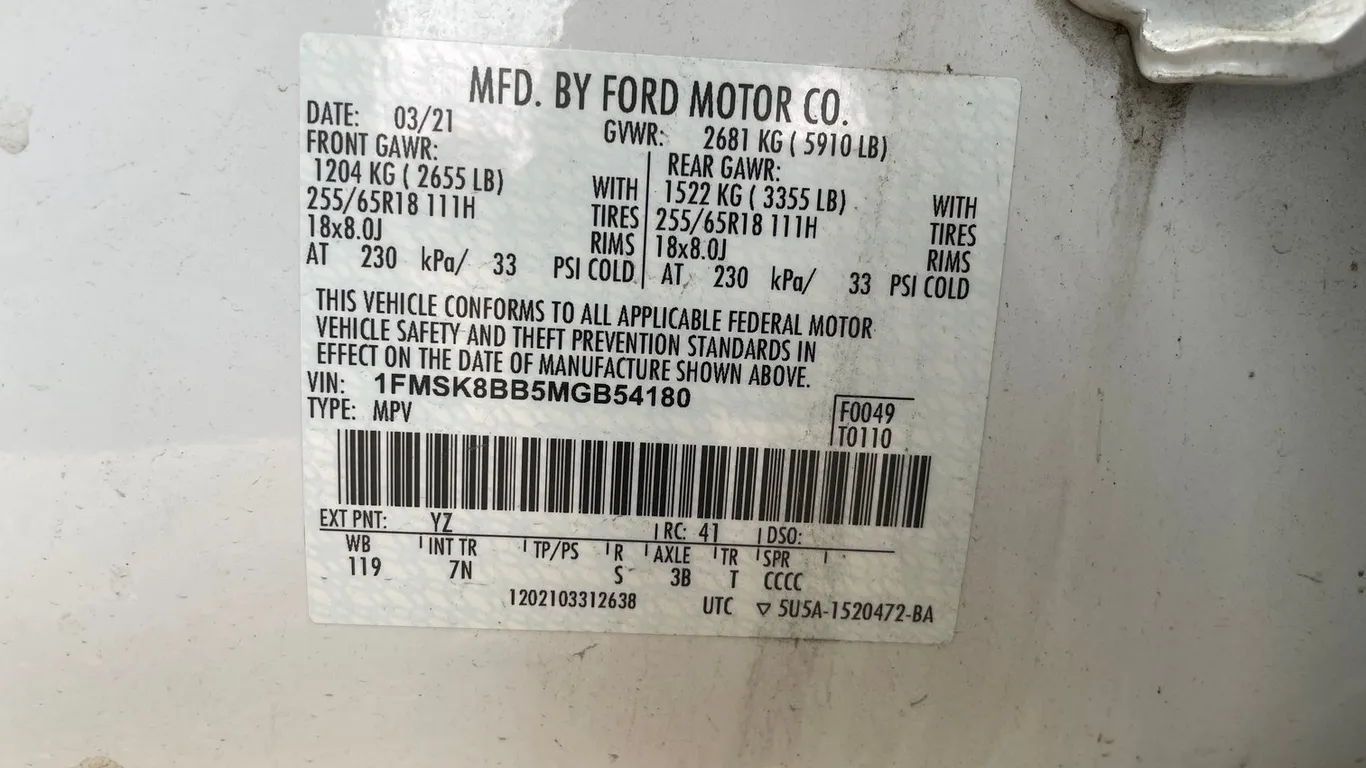 MFD. BY FORD MOTOR CO.
DATE: 03/21 GVWR: 2681 KG ( 5910 LB)
FRONT GAWR: REAR GAWR:
1204 KG ( 2655 LB) WITH 1522 KG ( 3355 LB) WITH
255/65R18 111H TIRES 255/65R18 111H TIRES
18x8.0J RIMS 18x8.0J RIMS
AT 230 kPa/ 33 PSI COLD AT 230 kPa/ 33 PSI COLD
THIS VEHICLE CONFORMS TO ALL APPLICABLE FEDERAL MOTOR
VEHICLE SAFETY AND THEFT PREVENTION STANDARDS IN
EFFECT ON THE DATE OF MANUFACTURE SHOWN ABOVE.
VIN: 1FMSK8BB5MGB54180
TYPE: MPV
F0049
T0110
EXT PNT: YZ RC: 41 DSO:
WB INT TR TP/PS R AXLE TR SPR
119 7N S 3B T CCCC
1202103312638 UTC ▽ 5U5A-1520472-BA